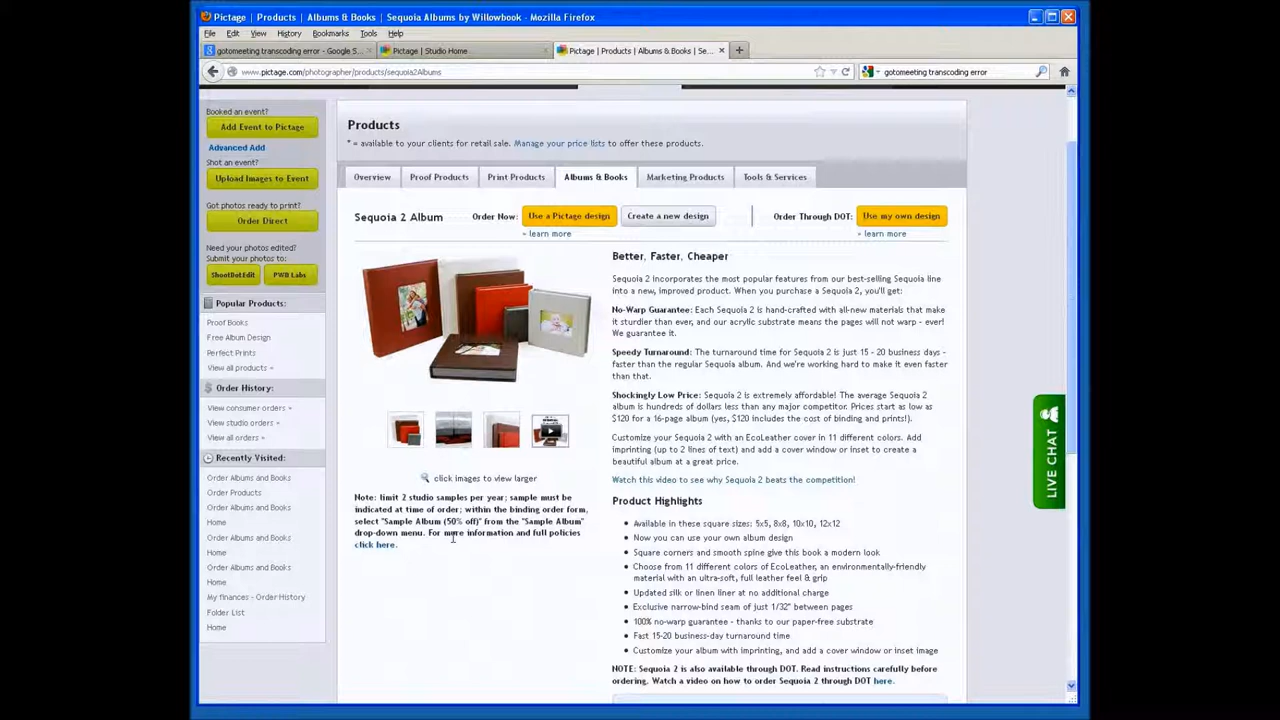 Pictage | Products | Albums & Books | Sequoia Albums by Willowbook - Mozilla Firefox
File Edit View History Bookmarks Tools Help
gotomeeting transcoding error - Google S...
Pictage | Studio Home
Pictage | Products | Albums & Books | Se...
www.pictage.com/photographer/products/sequoia2Albums
gotomeeting transcoding error
Booked an event?
Add Event to Pictage
Advanced Add
Shot an event?
Upload Images to Event
Got photos ready to print?
Order Direct
Need your photos edited?
Submit your photos to:
ShootDotEdit
PWB Labs
Popular Products:
Proof Books
Free Album Design
Perfect Prints
View all products »
Order History:
View consumer orders »
View studio orders »
View all orders »
Recently Visited:
Order Albums and Books
Order Products
Order Albums and Books
Home
Order Albums and Books
Home
Order Albums and Books
Home
My finances - Order History
Folder List
Home
Products
* = available to your clients for retail sale. Manage your price lists to offer these products.
Overview
Proof Products
Print Products
Albums & Books
Marketing Products
Tools & Services
Sequoia 2 Album
Order Now:
Use a Pictage design
Create a new design
Order Through DOT:
Use my own design
» learn more
» learn more
click images to view larger
Note: limit 2 studio samples per year; sample must be
indicated at time of order; within the binding order form,
select "Sample Album (50% off)" from the "Sample Album"
drop-down menu. For more information and full policies
click here.
Better, Faster, Cheaper
Sequoia 2 incorporates the most popular features from our best-selling Sequoia line
into a new, improved product. When you purchase a Sequoia 2, you'll get:
No-Warp Guarantee: Each Sequoia 2 is hand-crafted with all-new materials that make
it sturdier than ever, and our acrylic substrate means the pages will not warp - ever!
We guarantee it.
Speedy Turnaround: The turnaround time for Sequoia 2 is just 15 - 20 business days -
faster than the regular Sequoia album. And we're working hard to make it even faster
than that.
Shockingly Low Price: Sequoia 2 is extremely affordable! The average Sequoia 2
album is hundreds of dollars less than any major competitor. Prices start as low as
$120 for a 16-page album (yes, $120 includes the cost of binding and prints!).
Customize your Sequoia 2 with an EcoLeather cover in 11 different colors. Add
imprinting (up to 2 lines of text) and add a cover window or inset to create a
beautiful album at a great price.
Watch this video to see why Sequoia 2 beats the competition!
Product Highlights
Available in these square sizes: 5x5, 8x8, 10x10, 12x12
Now you can use your own album design
Square corners and smooth spine give this book a modern look
Choose from 11 different colors of EcoLeather, an environmentally-friendly
material with an ultra-soft, full leather feel & grip
Updated silk or linen liner at no additional charge
Exclusive narrow-bind seam of just 1/32" between pages
100% no-warp guarantee - thanks to our paper-free substrate
Fast 15-20 business-day turnaround time
Customize your album with imprinting, and add a cover window or inset image
NOTE: Sequoia 2 is also available through DOT. Read instructions carefully before
ordering. Watch a video on how to order Sequoia 2 through DOT here.
LIVE CHAT